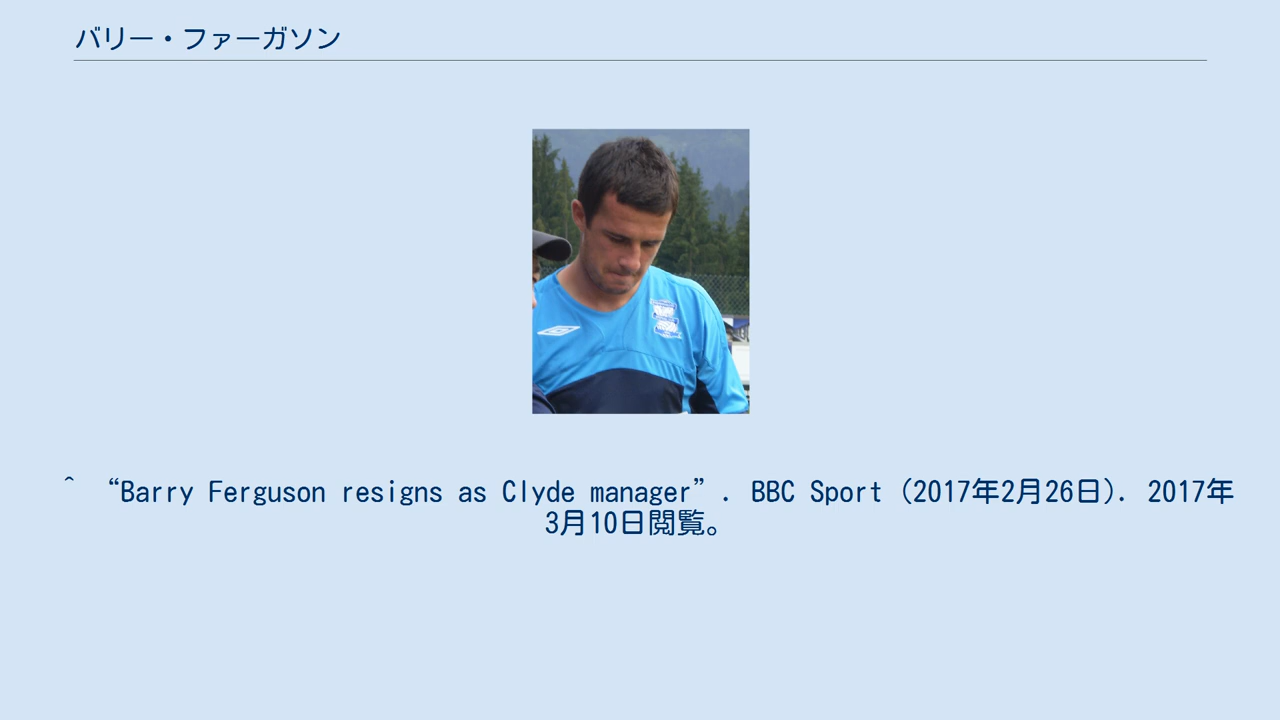 バリー・ファーガソン
^ “Barry Ferguson resigns as Clyde manager”. BBC Sport (2017年2月26日). 2017年
3月10日閲覧。